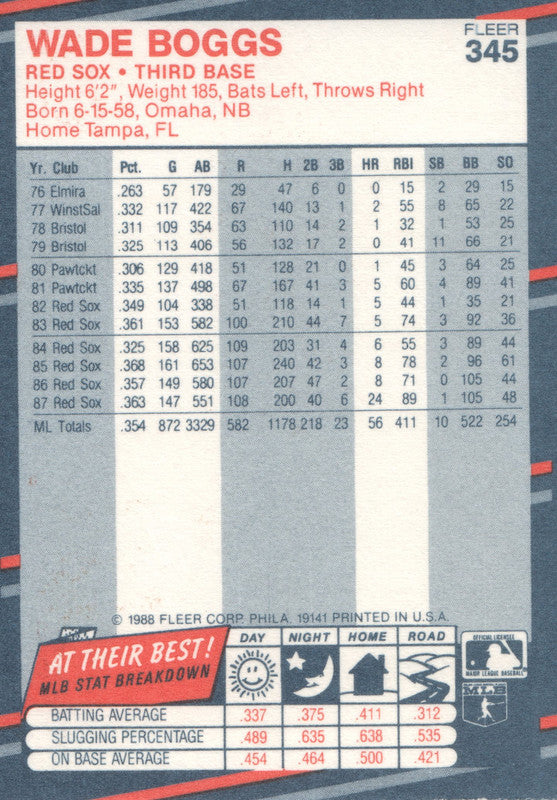 WADE BOGGS
FLEER
345
RED SOX • THIRD BASE
Height 6'2", Weight 185, Bats Left, Throws Right
Born 6-15-58, Omaha, NB
Home Tampa, FL
Yr. Club Pct. G AB R H 2B 3B HR RBI SB BB SO
76 Elmira .263 57 179 29 47 6 0 0 15 2 29 15
77 WinstSal .332 117 422 67 140 13 1 2 55 8 65 22
78 Bristol .311 109 354 63 110 14 2 1 32 1 53 25
79 Bristol .325 113 406 56 132 17 2 0 41 11 66 21
80 Pawtckt .306 129 418 51 128 21 0 1 45 3 64 25
81 Pawtckt .335 137 498 67 167 41 3 5 60 4 89 41
82 Red Sox .349 104 338 51 118 14 1 5 44 1 35 21
83 Red Sox .361 153 582 100 210 44 7 5 74 3 92 36
84 Red Sox .325 158 625 109 203 31 4 6 55 3 89 44
85 Red Sox .368 161 653 107 240 42 3 8 78 2 96 61
86 Red Sox .357 149 580 107 207 47 2 8 71 0 105 44
87 Red Sox .363 147 551 108 200 40 6 24 89 1 105 48
ML Totals .354 872 3329 582 1178 218 23 56 411 10 522 254
© 1988 FLEER CORP. PHILA. 19141 PRINTED IN U.S.A.
AT THEIR BEST!
MLB STAT BREAKDOWN
DAY NIGHT HOME ROAD
OFFICIAL LICENSEE
MAJOR LEAGUE BASEBALL
MLB
BATTING AVERAGE .337 .375 .411 .312
SLUGGING PERCENTAGE .489 .635 .638 .535
ON BASE AVERAGE .454 .464 .500 .421